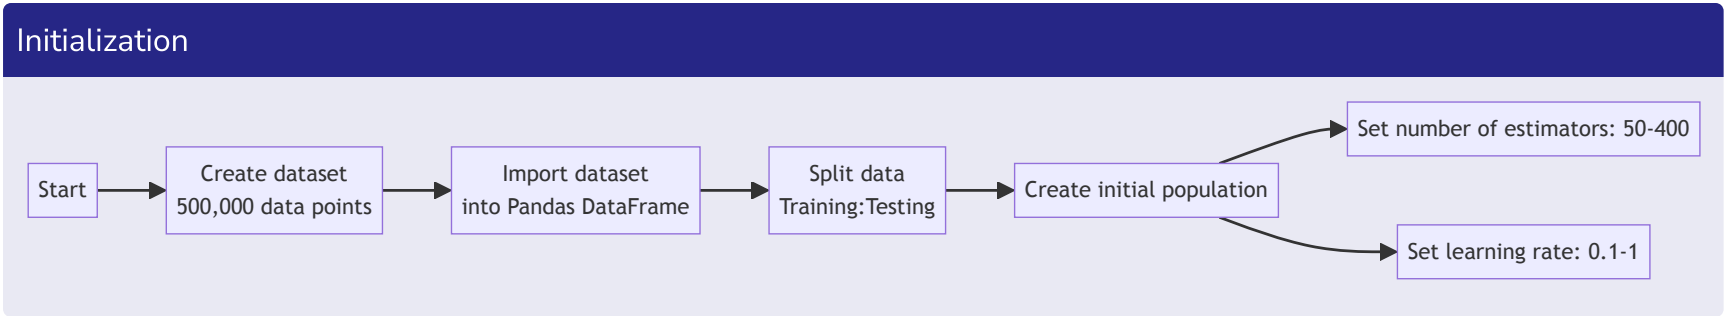 Initialization
Start
Create dataset
500,000 data points
Import dataset
into Pandas DataFrame
Split data
Training:Testing
Create initial population
Set number of estimators: 50-400
Set learning rate: 0.1-1